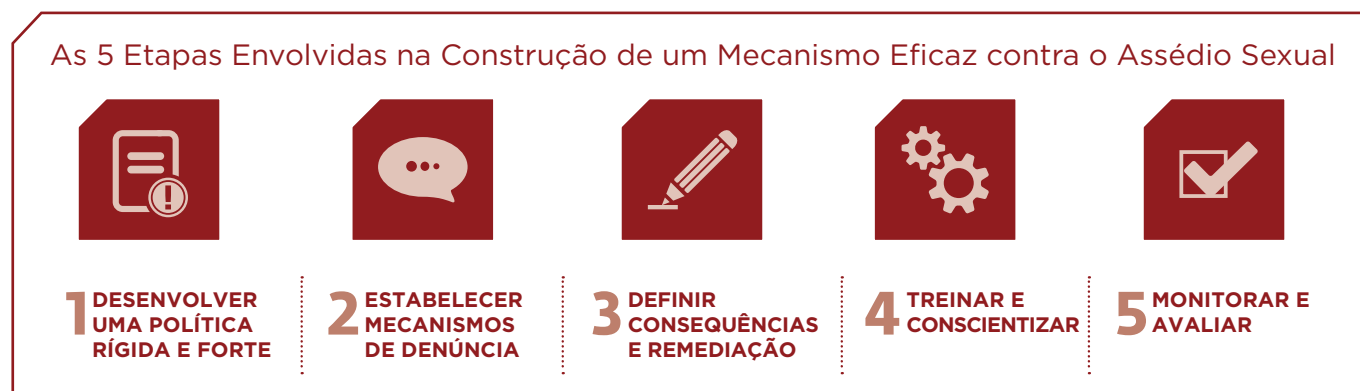 As 5 Etapas Envolvidas na Construção de um Mecanismo Eficaz contra o Assédio Sexual
1 DESENVOLVER
UMA POLÍTICA
RÍGIDA E FORTE
2 ESTABELECER
MECANISMOS
DE DENÚNCIA
3 DEFINIR
CONSEQUÊNCIAS
E REMEDIAÇÃO
4 TREINAR E
CONSCIENTIZAR
5 MONITORAR E
AVALIAR